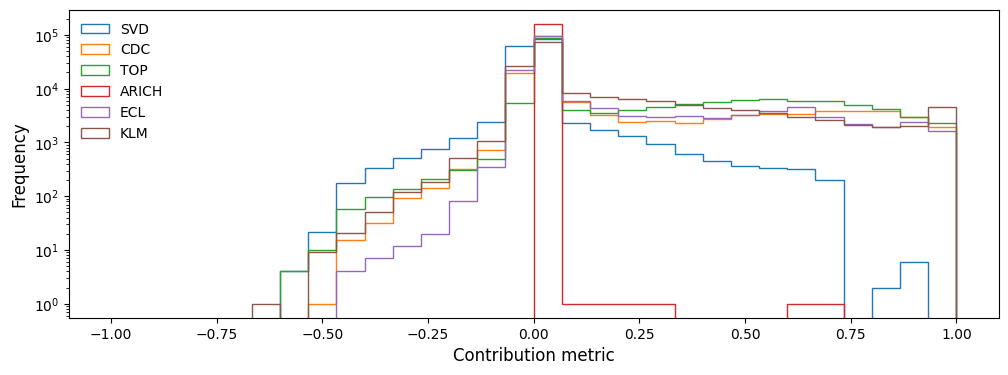 SVD
CDC
TOP
ARICH
ECL
KLM
Frequency
10⁵
10⁴
10³
10²
10¹
10⁰
−1.00 −0.75 −0.50 −0.25 0.00 0.25 0.50 0.75 1.00
Contribution metric